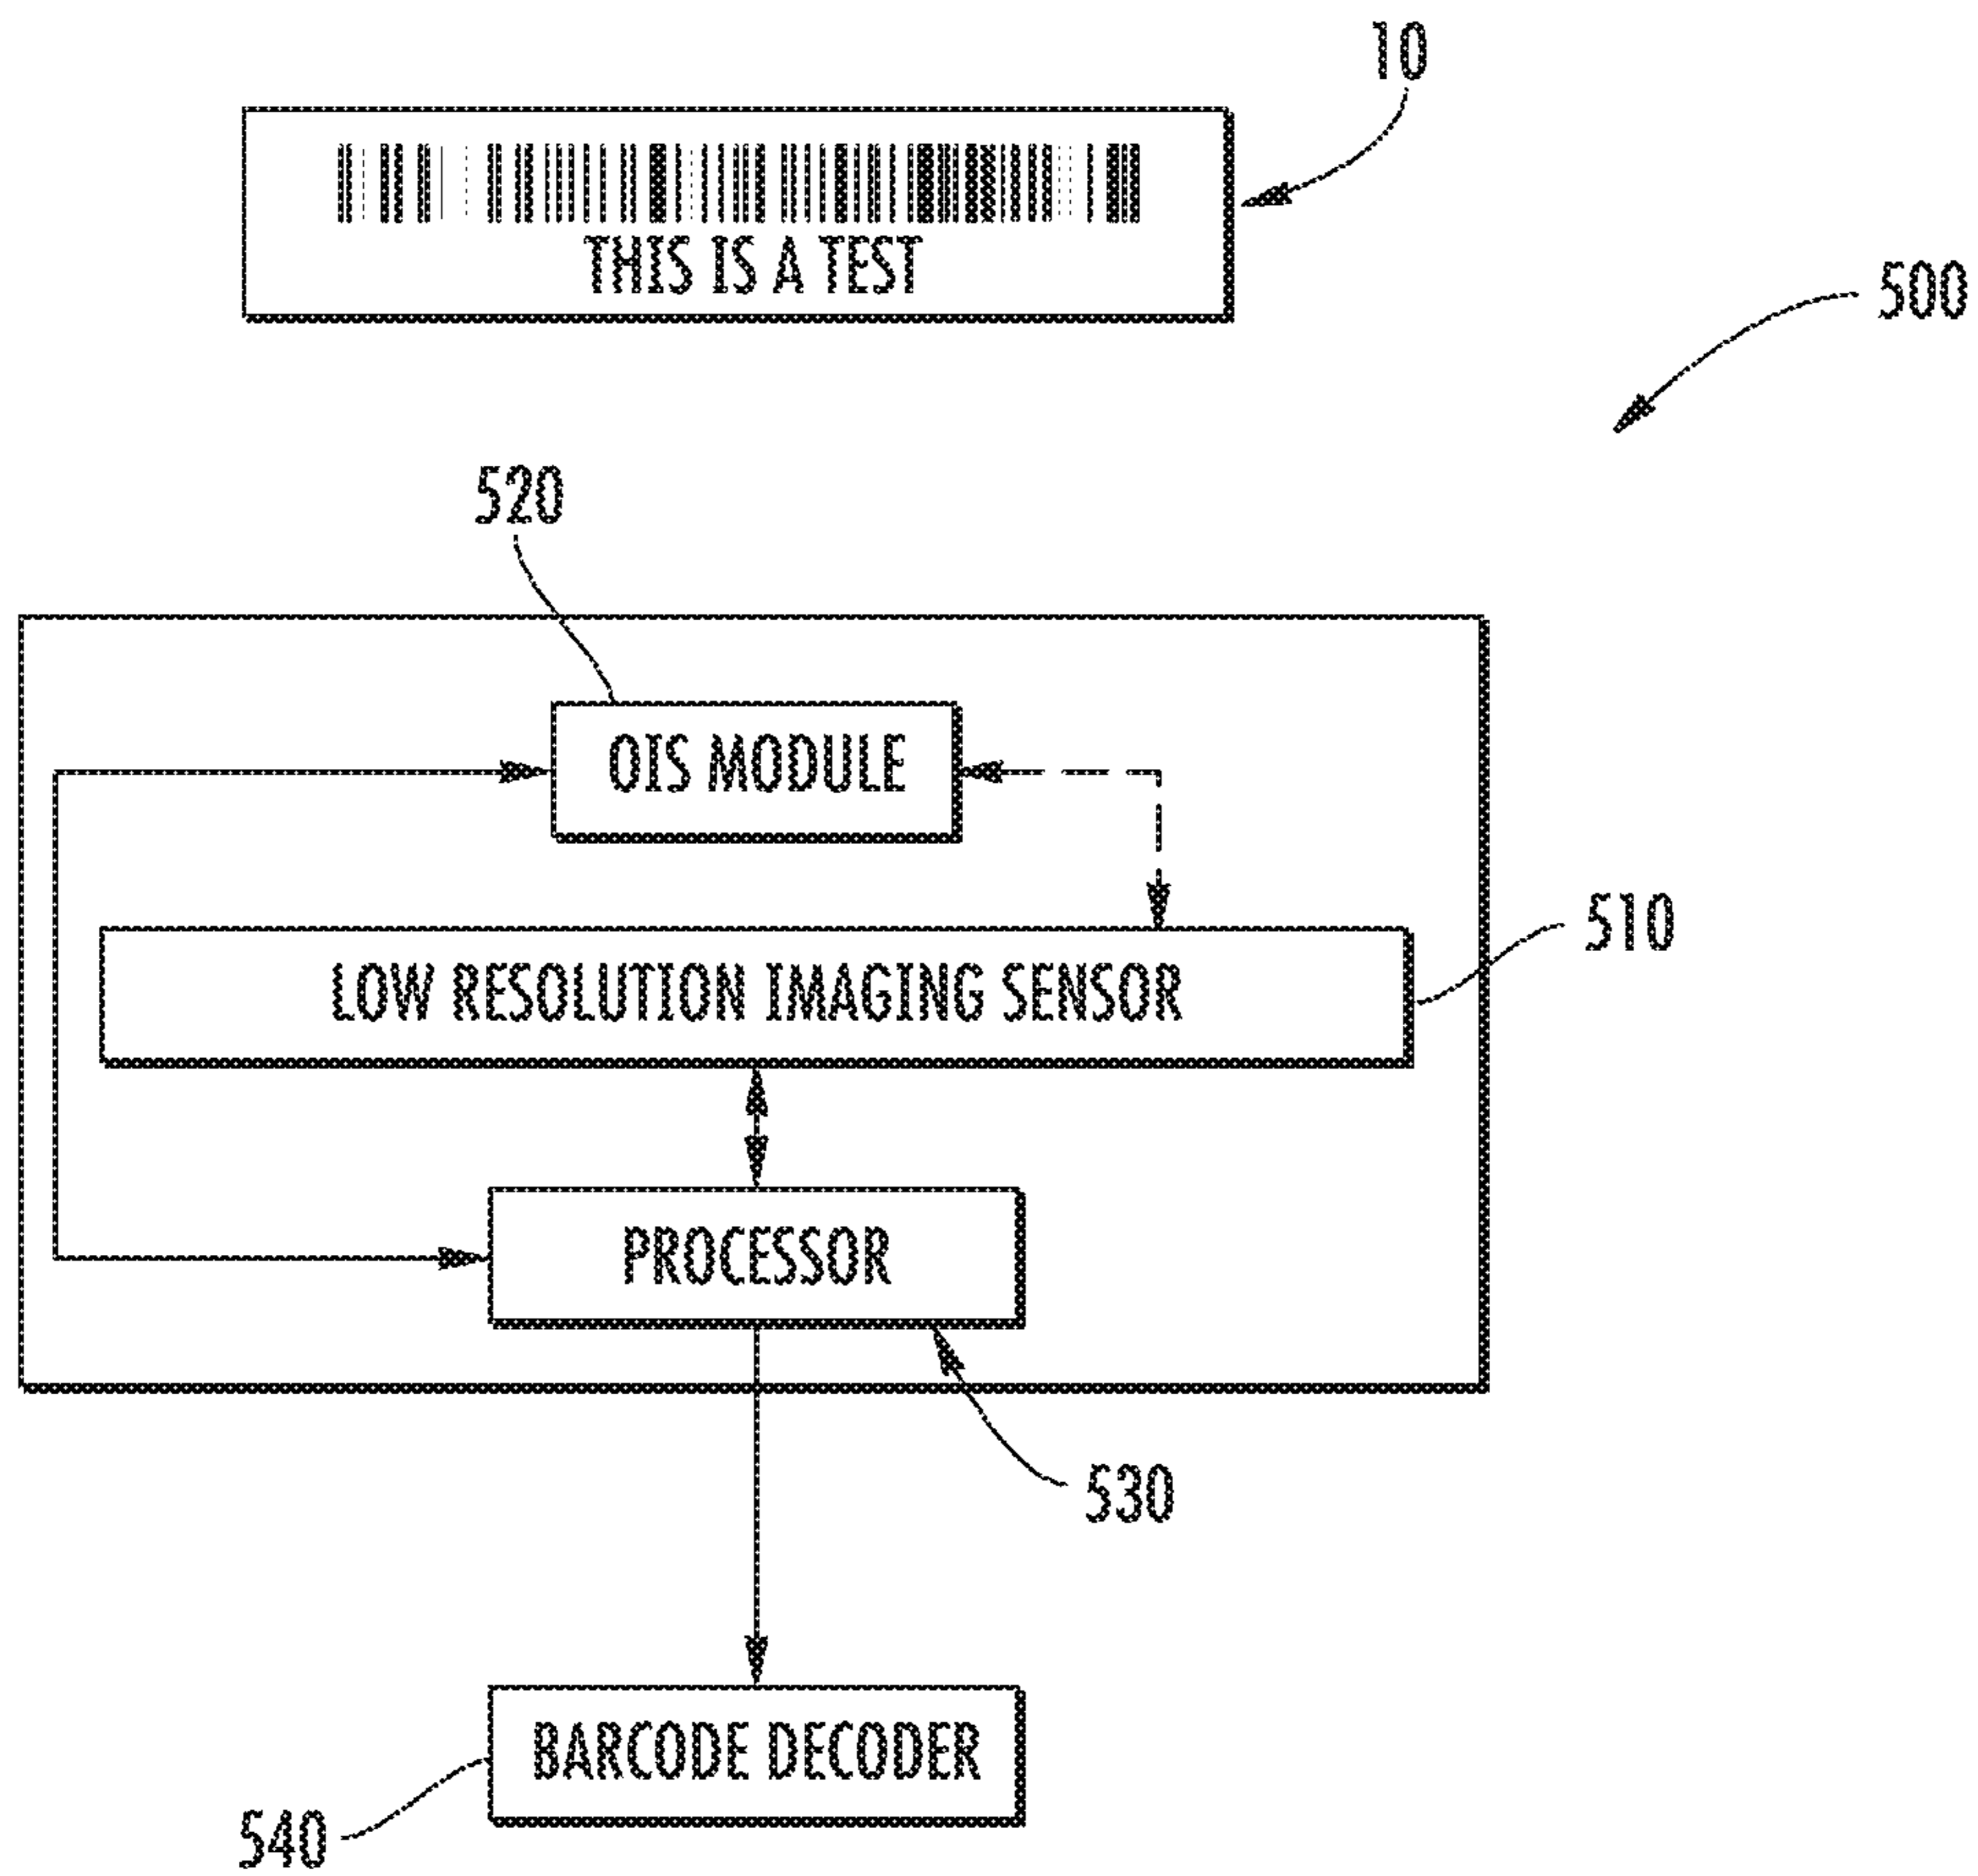 10
THIS IS A TEST
500
520
OIS MODULE
510
LOW RESOLUTION IMAGING SENSOR
PROCESSOR
530
BARCODE DECODER
540